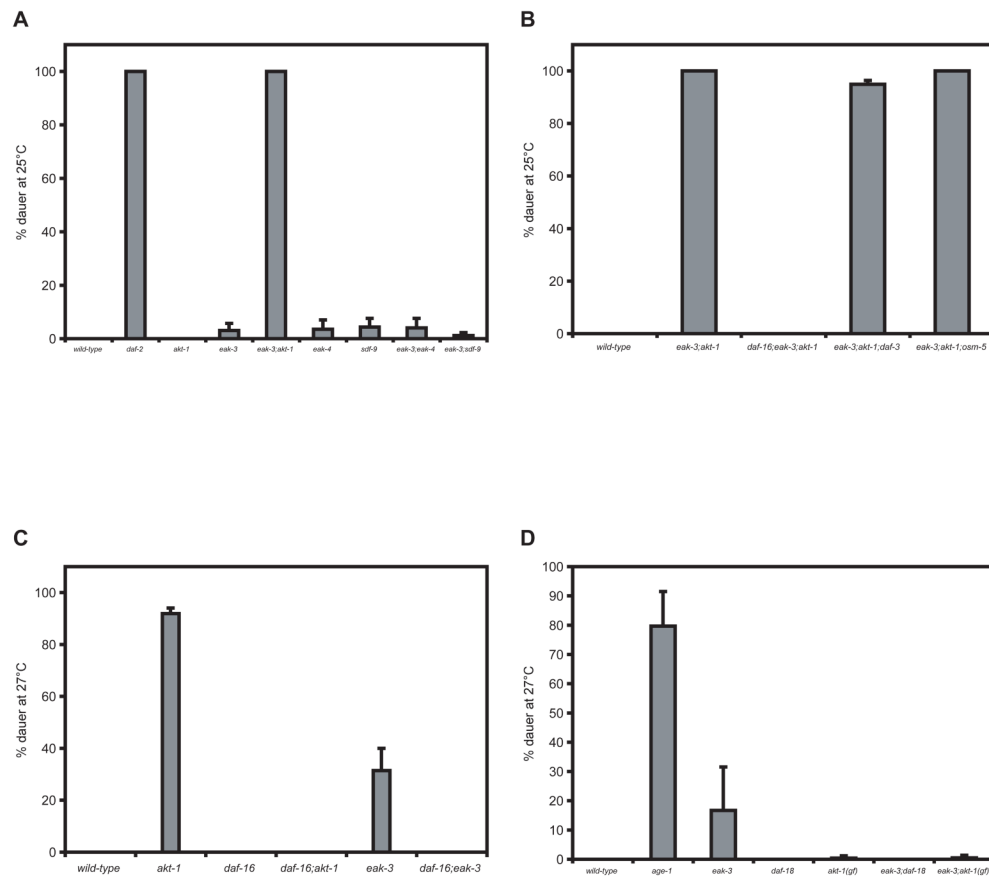 A
% dauer at 25°C
100
80
60
40
20
0
wild-type daf-2 akt-1 eak-3 eak-3;akt-1 eak-4 sdf-9 eak-3;eak-4 eak-3;sdf-9
B
% dauer at 25°C
100
80
60
40
20
0
wild-type eak-3;akt-1 daf-16;eak-3;akt-1 eak-3;akt-1;daf-3 eak-3;akt-1;osm-5
C
% dauer at 27°C
100
80
60
40
20
0
wild-type akt-1 daf-16 daf-16;akt-1 eak-3 daf-16;eak-3
D
% dauer at 27°C
100
90
80
70
60
50
40
30
20
10
0
wild-type age-1 eak-3 daf-18 akt-1(gf) eak-3;daf-18 eak-3;akt-1(gf)